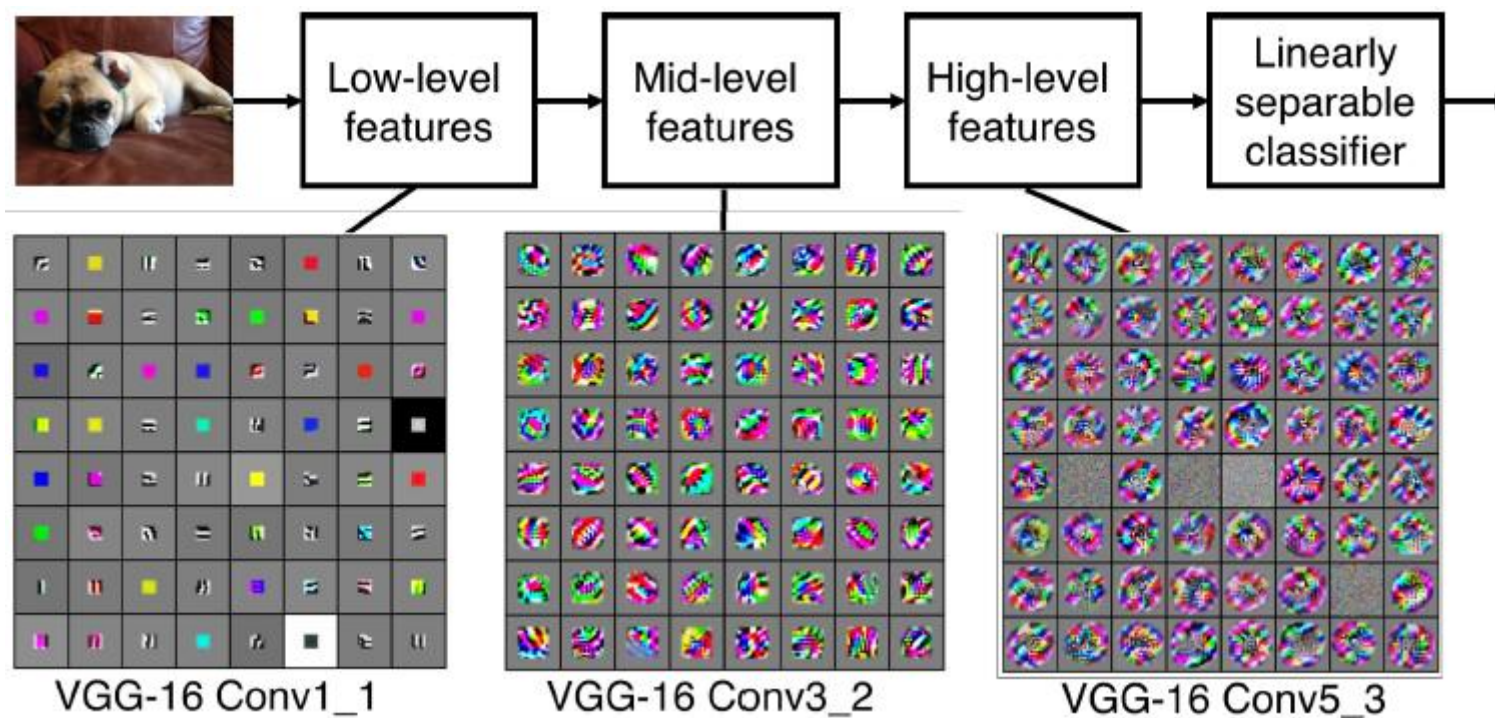 Low-level
features
Mid-level
features
High-level
features
Linearly
separable
classifier
VGG-16 Conv1_1
VGG-16 Conv3_2
VGG-16 Conv5_3